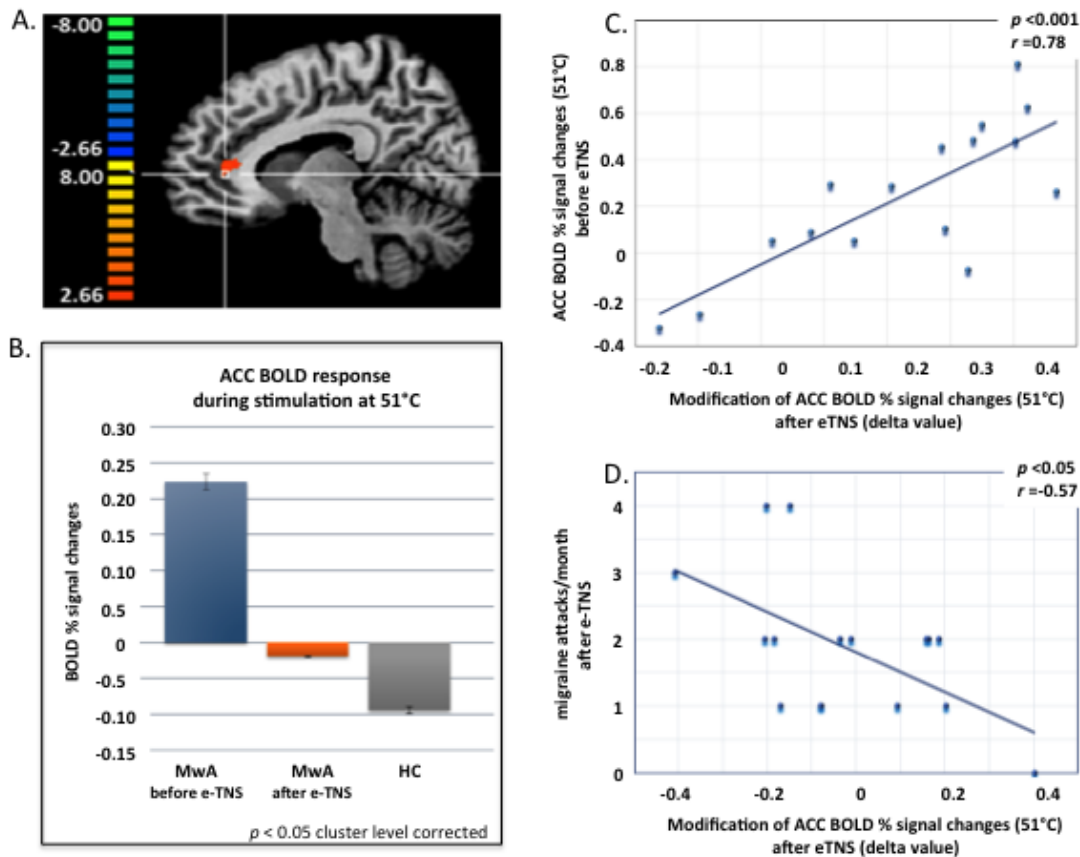 A.
-8.00
-2.66
8.00
2.66
B.
ACC BOLD response
during stimulation at 51°C
BOLD % signal changes
0.30
0.25
0.20
0.15
0.10
0.5
0
-0.5
-0.10
-0.15
MwA
before e-TNS
MwA
after e-TNS
HC
p < 0.05 cluster level corrected
C.
p <0.001
r =0.78
ACC BOLD % signal changes (51°C)
before eTNS
0.8
0.6
0.4
0.2
0
-0.2
-0.4
-0.2
-0.1
0
0.1
0.2
0.3
0.4
Modification of ACC BOLD % signal changes (51°C)
after eTNS (delta value)
D.
p <0.05
r =-0.57
migraine attacks/month
after e-TNS
4
3
2
1
0
-0.4
-0.2
0
0.2
0.4
Modification of ACC BOLD % signal changes (51°C)
after eTNS (delta value)